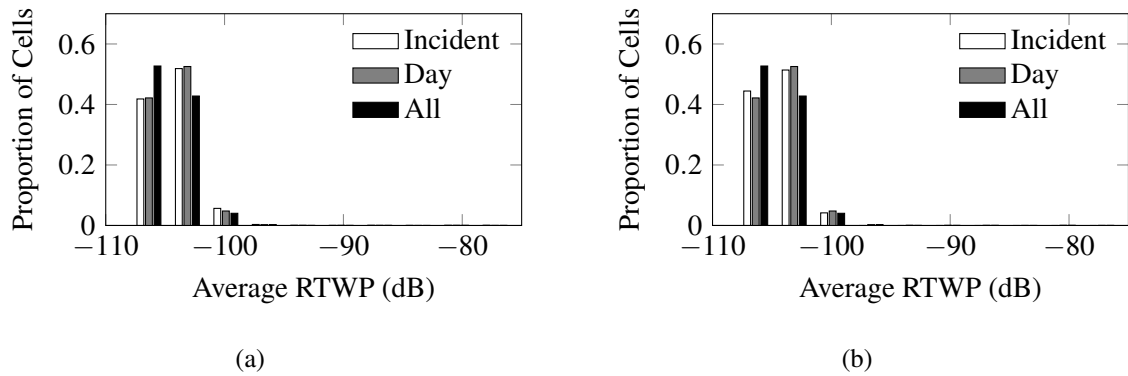 Proportion of Cells
0.6
0.4
0.2
0
Incident
Day
All
−110
−100
−90
−80
Average RTWP (dB)
(a)
Proportion of Cells
0.6
0.4
0.2
0
Incident
Day
All
−110
−100
−90
−80
Average RTWP (dB)
(b)